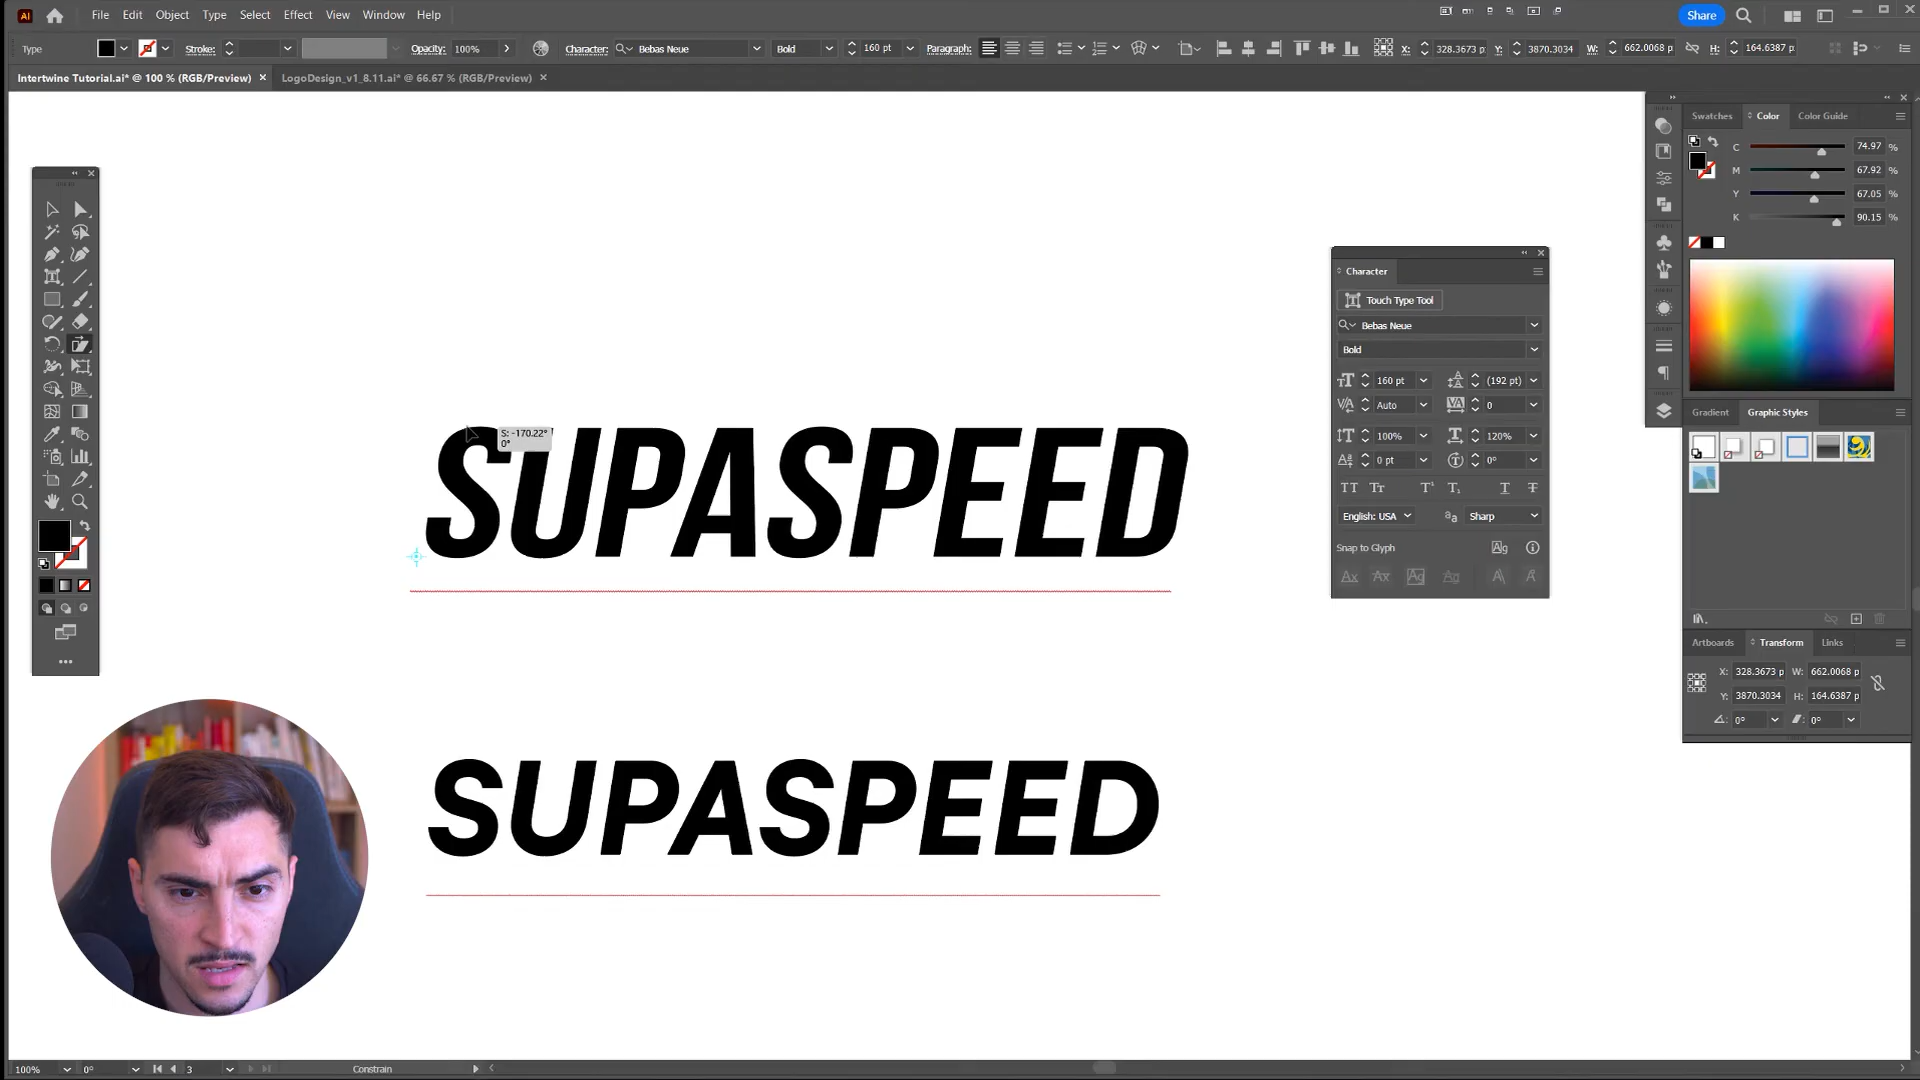 File Edit Object Type Select Effect View Window Help Share
Type Stroke: Opacity: 100% Character: Bebas Neue Bold 160 pt Paragraph: X: 328.3673 p Y: 3870.3034 W: 662.0068 p H: 164.6387 p
Intertwine Tutorial.ai* @ 100 % (RGB/Preview) LogoDesign_v1_8.11.ai* @ 66.67 % (RGB/Preview)
Swatches Color Color Guide
C 74.97 %
M 67.92 %
Y 67.05 %
K 90.15 %
Character
Touch Type Tool
Bebas Neue
Bold
160 pt (192 pt)
Auto 0
100% 120%
0 pt 0°
English: USA Sharp
Snap to Glyph
S: -170.22°
0°
SUPASPEED
SUPASPEED
Gradient Graphic Styles
Artboards Transform Links
X: 328.3673 p W: 662.0068 p
Y: 3870.3034 H: 164.6387 p
0° 0°
100% 0° 3 Constrain